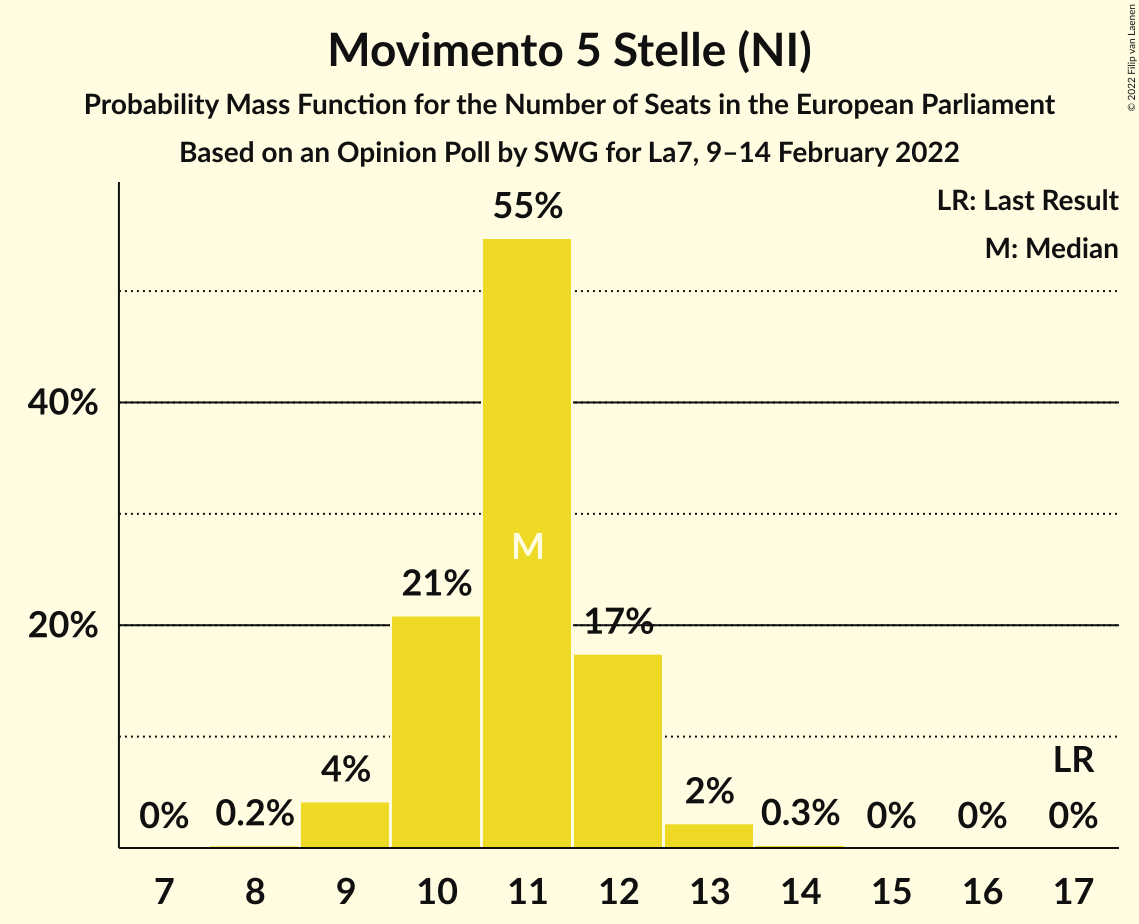 © 2022 Filip van Laenen
Movimento 5 Stelle (NI)
Probability Mass Function for the Number of Seats in the European Parliament
Based on an Opinion Poll by SWG for La7, 9–14 February 2022
LR: Last Result
M: Median
55%
40%
M
21%
20%
17%
4%
2%
LR
0%
0.2%
0.3%
0%
0%
0%
7 8 9 10 11 12 13 14 15 16 17